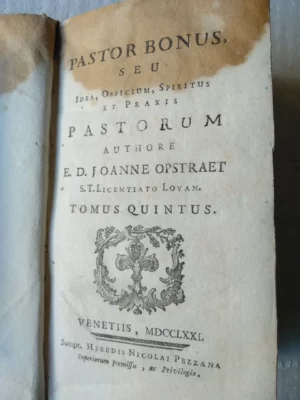 PASTOR BONUS,
SEU
IDEA, OFFICIUM, SPIRITUS
ET PRAXIS
PASTORUM
AUTHORE
E. D. JOANNE OPSTRAET
S.T. LICENTIATO LOVAN.
TOMUS QUINTUS.
VENETIIS, MDCCLXXI.
Sumpt. HEREDIS NICOLAI PEZZANA
Superiorum permissu, ac Privilegio.